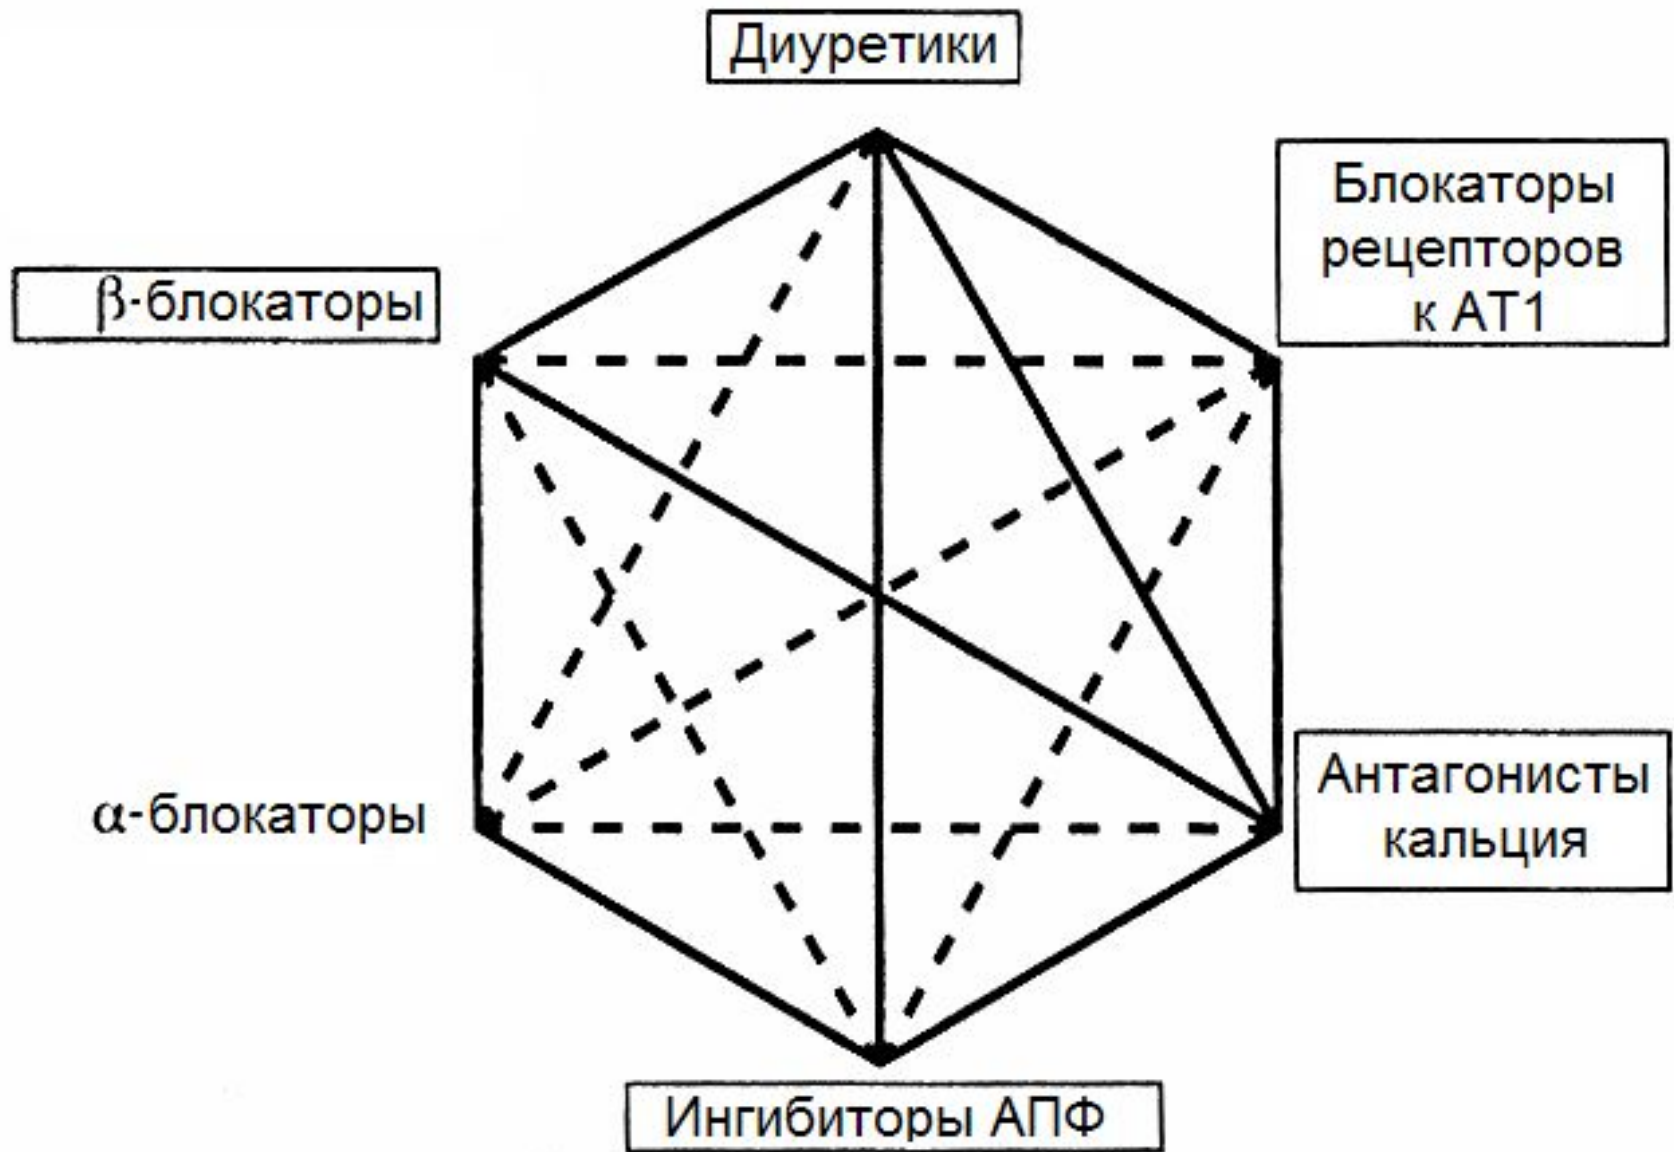 Диуретики
Блокаторы
рецепторов
к АТ1
β-блокаторы
α-блокаторы
Антагонисты
кальция
Ингибиторы АПФ